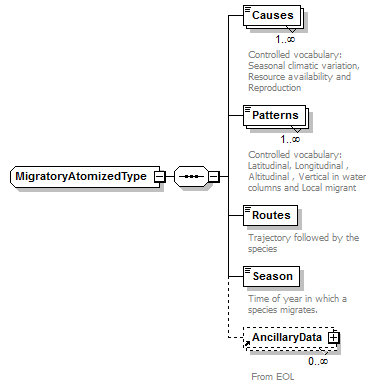 Causes
1..∞
Controlled vocabulary:
Seasonal climatic variation,
Resource availability and
Reproduction
Patterns
1..∞
Controlled vocabulary:
Latitudinal, Longitudinal ,
Altitudinal , Vertical in water
columns and Local migrant
MigratoryAtomizedType
Routes
Trajectory followed by the
species
Season
Time of year in which a
species migrates.
AncillaryData
0..∞
From EOL